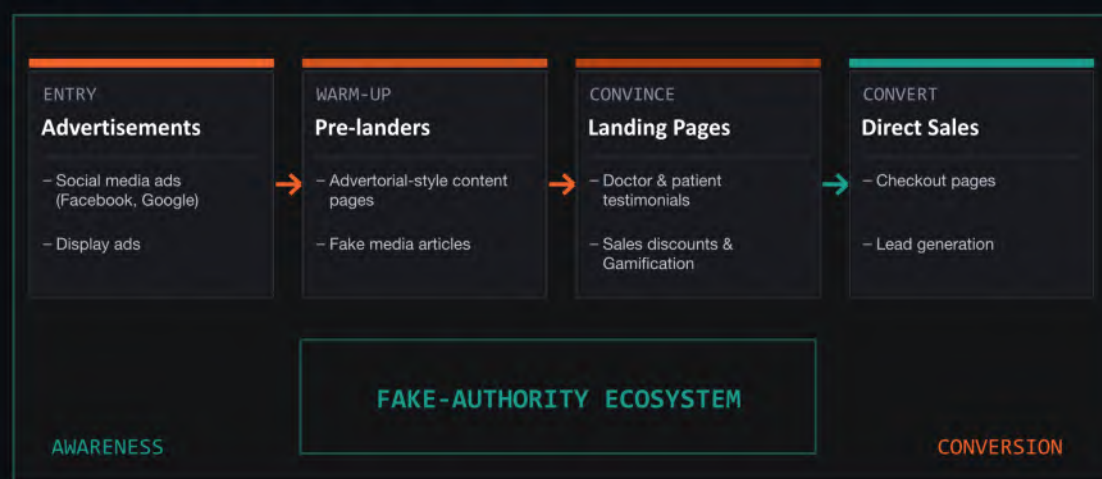 ENTRY
Advertisements
– Social media ads
(Facebook, Google)
– Display ads
WARM-UP
Pre-landers
– Advertorial-style content
pages
– Fake media articles
CONVINCE
Landing Pages
– Doctor & patient
testimonials
– Sales discounts &
Gamification
CONVERT
Direct Sales
– Checkout pages
– Lead generation
FAKE-AUTHORITY ECOSYSTEM
AWARENESS
CONVERSION